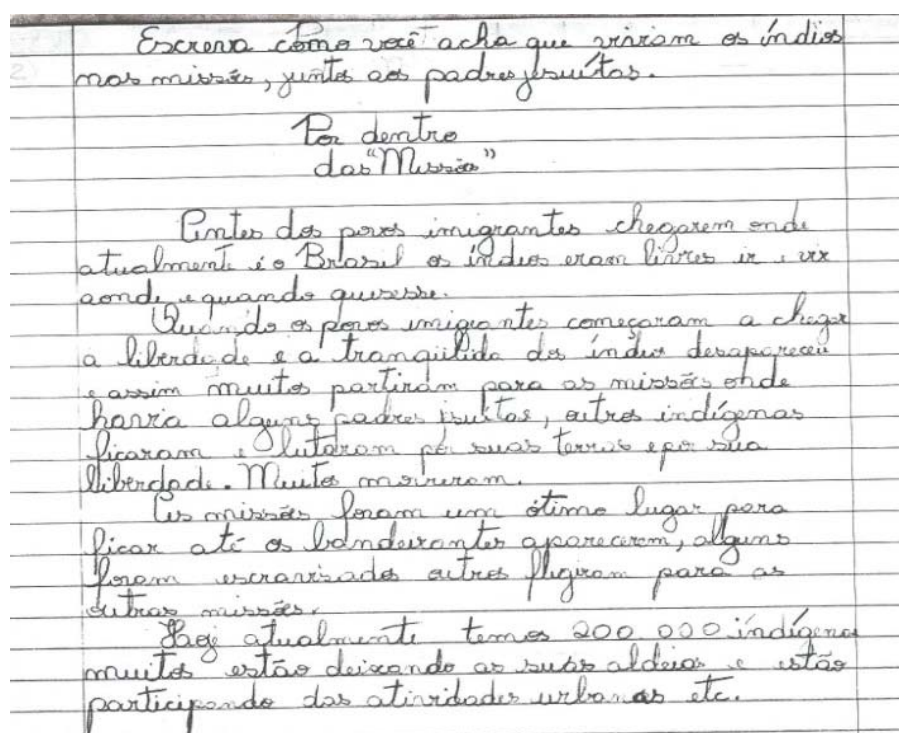 Escreva como você acha que viviam os índios
nas missões, juntos aos padres jesuítas.
Por dentro
das "Missões"
Antes dos povos imigrantes chegarem onde
atualmente é o Brasil os índios eram livres ir e vir
aonde e quando quisesse.
Quando os povos imigrantes começaram a chegar
a liberdade e a tranqüilida dos índios desapareceu
e assim muitos partiram para as missões onde
havia alguns padres jsuítas, outros indígenas
ficaram e lutaram por suas terras e por sua
liberdade. Muitos morreram.
As missões foram um ótimo lugar para
ficar até os bandeirantes aparecerem, alguns
foram escravisados outros fligiram para as
outras missões.
Hoje atualmente temos 200.000 indígenas
muitos estão deixando as suas aldeias e estão
participando das atividades urbanas etc.